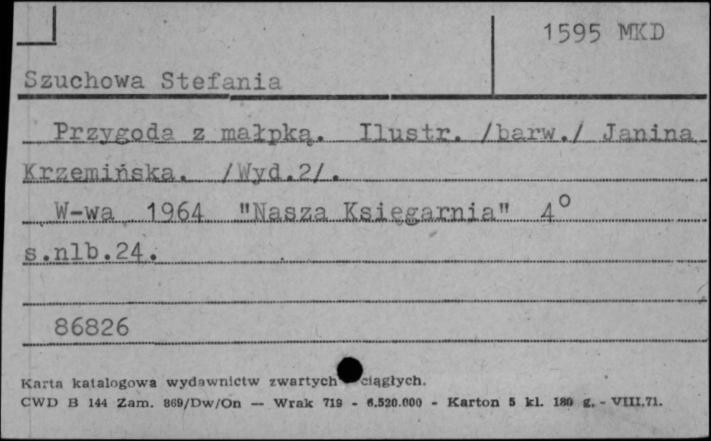 1595 MKD
Szuchowa Stefania
Przygoda z małpką. Ilustr. /barw./ Janina
Krzemińska. /Wyd.2/.
W-wa 1964 "Nasza Księgarnia" 4°
s.nlb.24.
86826
Karta katalogowa wydawnictw zwartych ciągłych.
CWD B 144 Zam. 869/Dw/On — Wrak 719 - 6.520.000 - Karton 5 kl. 180 g. - VIII.71.